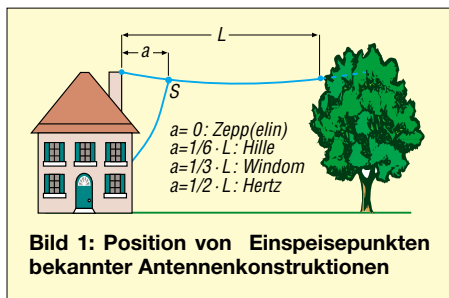 L
a
S
a= 0: Zepp(elin)
a=1/6 · L: Hille
a=1/3 · L: Windom
a=1/2 · L: Hertz
Bild 1: Position von Einspeisepunkten
bekannter Antennenkonstruktionen